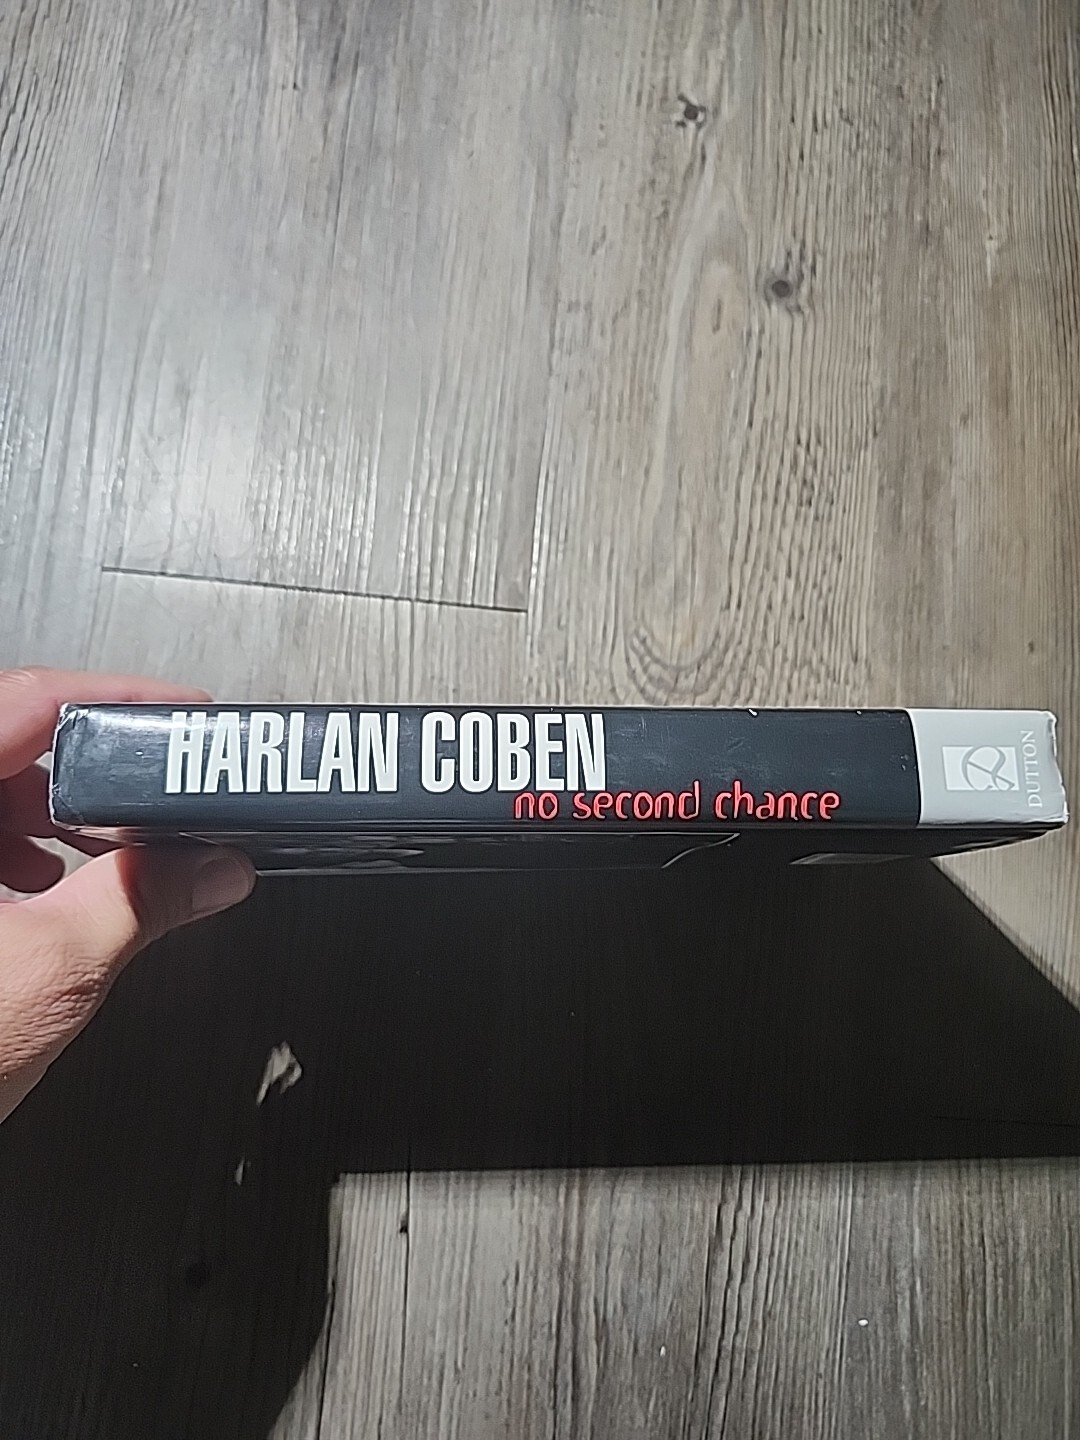 HARLAN COBEN
no second chance
DUTTON